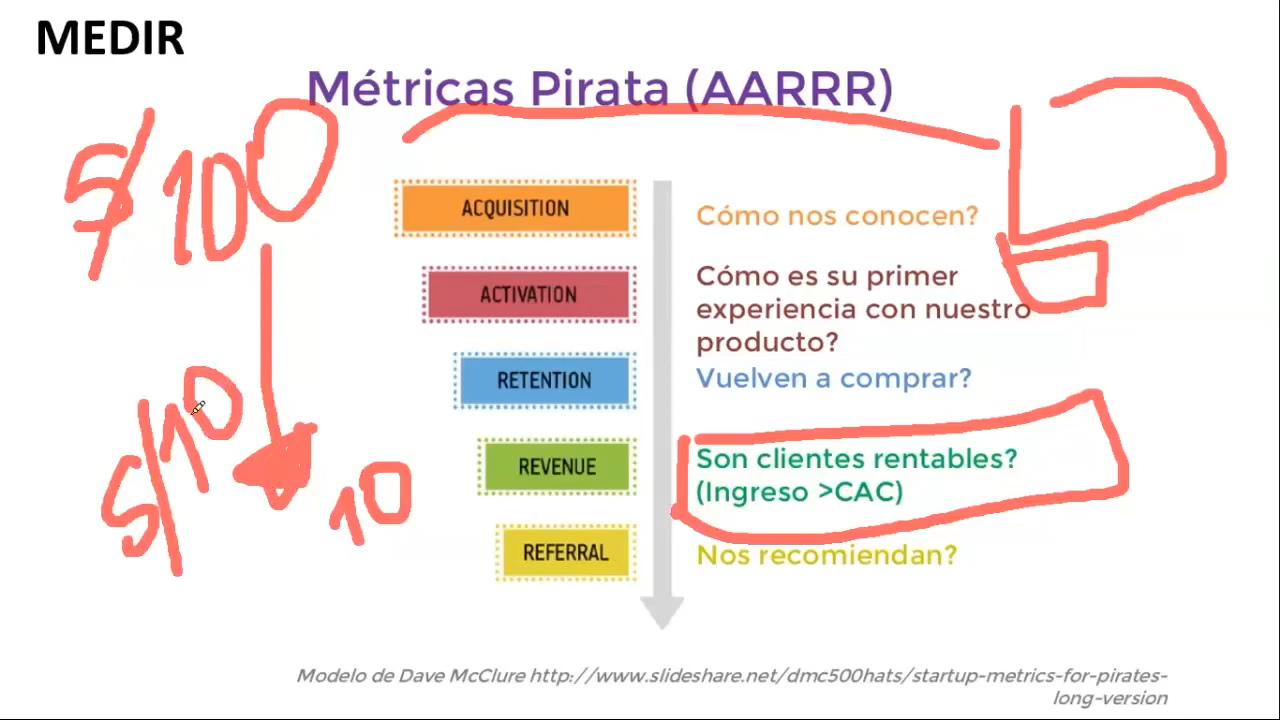 MEDIR
Métricas Pirata (AARRR)
S/100
ACQUISITION
Cómo nos conocen?
ACTIVATION
Cómo es su primer
experiencia con nuestro
producto?
RETENTION
Vuelven a comprar?
S/10
10
REVENUE
Son clientes rentables?
(Ingreso >CAC)
REFERRAL
Nos recomiendan?
Modelo de Dave McClure http://www.slideshare.net/dmc500hats/startup-metrics-for-pirates-
long-version